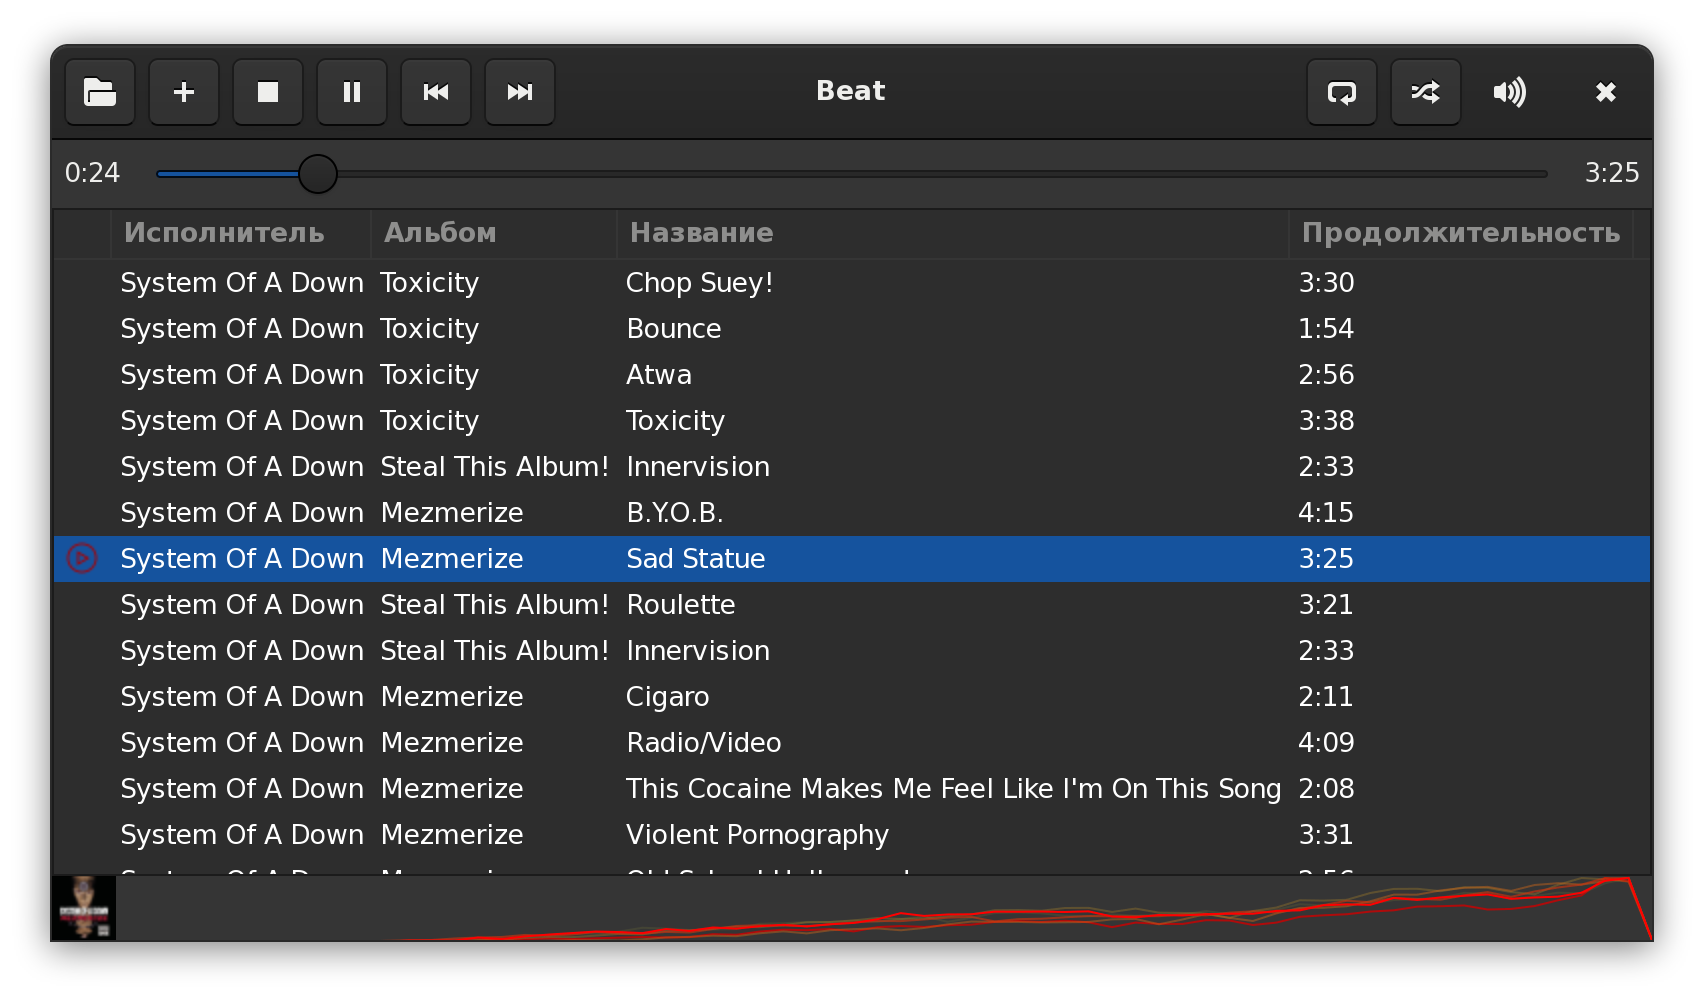 Beat
0:24 3:25
Исполнитель Альбом Название Продолжительность
System Of A Down Toxicity Chop Suey! 3:30
System Of A Down Toxicity Bounce 1:54
System Of A Down Toxicity Atwa 2:56
System Of A Down Toxicity Toxicity 3:38
System Of A Down Steal This Album! Innervision 2:33
System Of A Down Mezmerize B.Y.O.B. 4:15
System Of A Down Mezmerize Sad Statue 3:25
System Of A Down Steal This Album! Roulette 3:21
System Of A Down Steal This Album! Innervision 2:33
System Of A Down Mezmerize Cigaro 2:11
System Of A Down Mezmerize Radio/Video 4:09
System Of A Down Mezmerize This Cocaine Makes Me Feel Like I'm On This Song 2:08
System Of A Down Mezmerize Violent Pornography 3:31